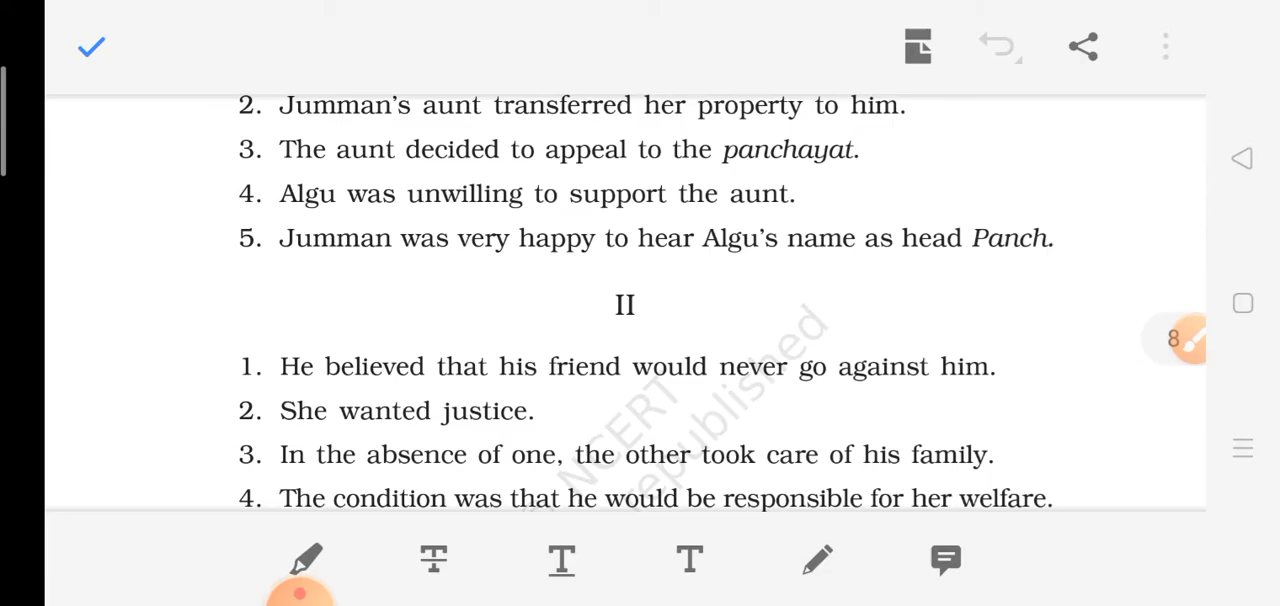 2. Jumman's aunt transferred her property to him.
3. The aunt decided to appeal to the panchayat.
4. Algu was unwilling to support the aunt.
5. Jumman was very happy to hear Algu's name as head Panch.
II
8
1. He believed that his friend would never go against him.
2. She wanted justice.
3. In the absence of one, the other took care of his family.
4. The condition was that he would be responsible for her welfare.
NCERT
republished
T
T
T